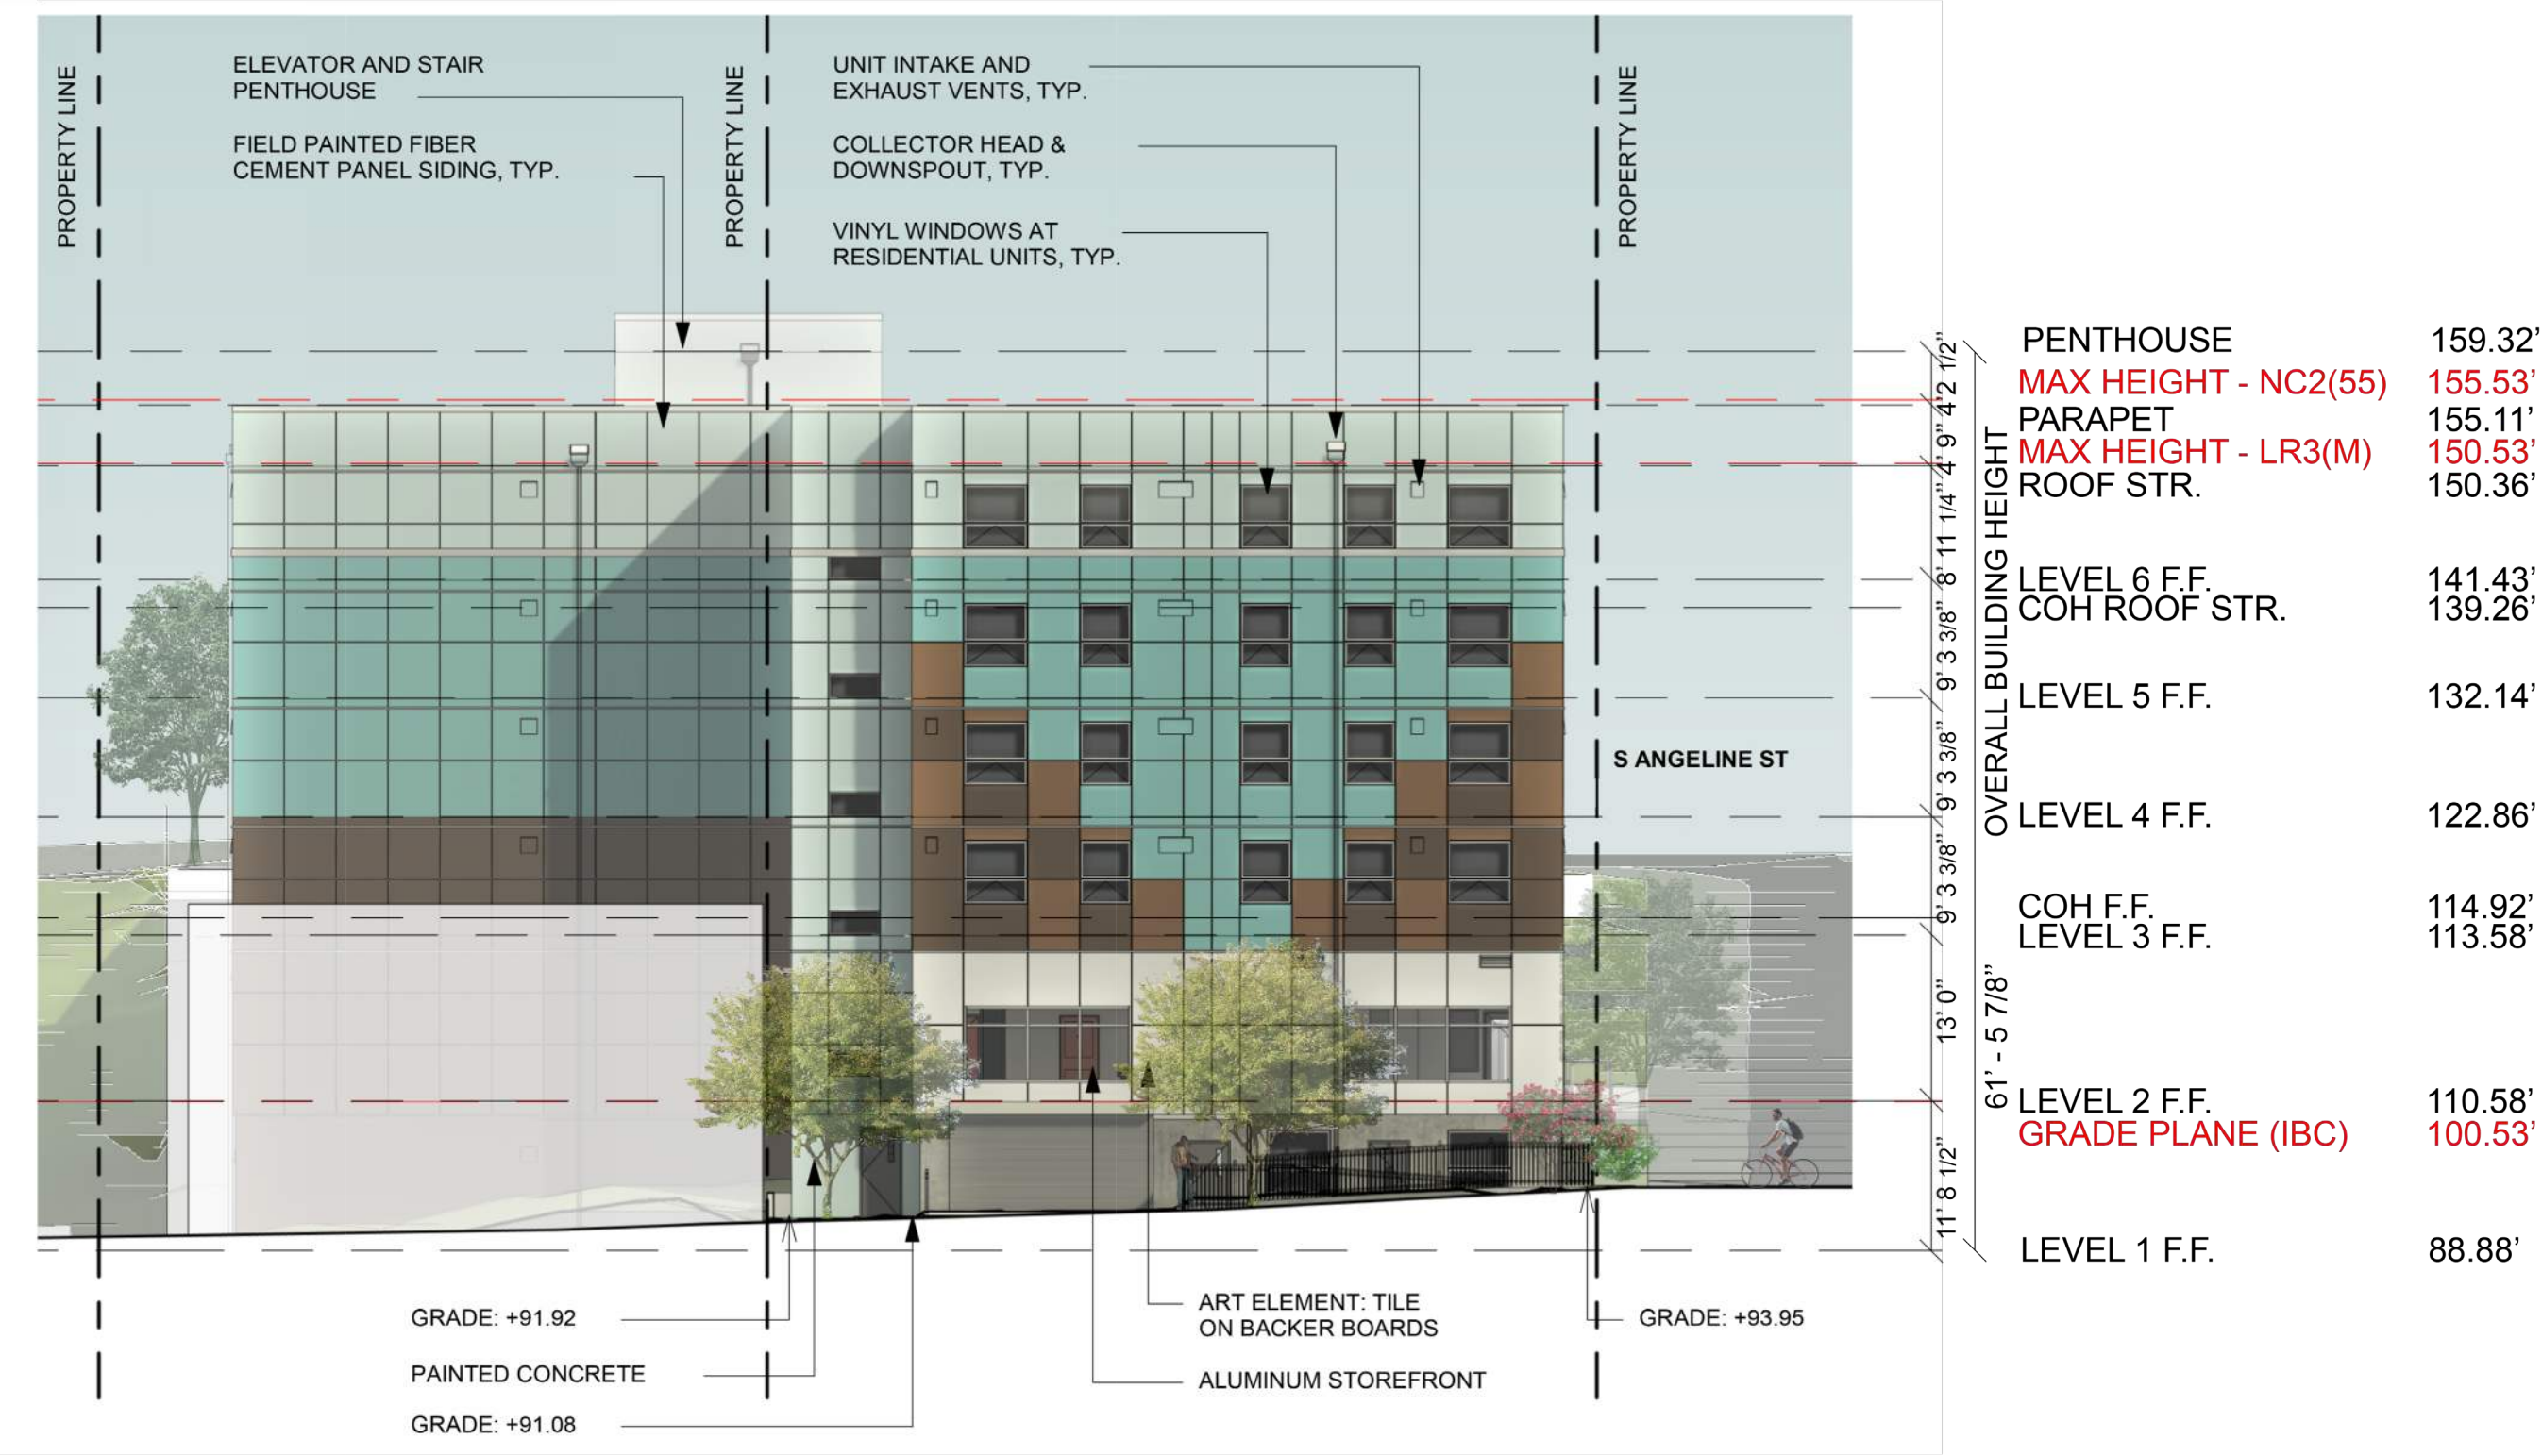 PROPERTY LINE
ELEVATOR AND STAIR
PENTHOUSE
FIELD PAINTED FIBER
CEMENT PANEL SIDING, TYP.
PROPERTY LINE
UNIT INTAKE AND
EXHAUST VENTS, TYP.
COLLECTOR HEAD &
DOWNSPOUT, TYP.
VINYL WINDOWS AT
RESIDENTIAL UNITS, TYP.
PROPERTY LINE
S ANGELINE ST
4'2 1/2"
4' 9"
8' 11 1/4"
9' 3 3/8"
9' 3 3/8"
9' 3 3/8"
13' 0"
11' 8 1/2"
61' - 5 7/8" OVERALL BUILDING HEIGHT
PENTHOUSE 159.32'
MAX HEIGHT - NC2(55) 155.53'
PARAPET 155.11'
MAX HEIGHT - LR3(M) 150.53'
ROOF STR. 150.36'
LEVEL 6 F.F. 141.43'
COH ROOF STR. 139.26'
LEVEL 5 F.F. 132.14'
LEVEL 4 F.F. 122.86'
COH F.F. 114.92'
LEVEL 3 F.F. 113.58'
LEVEL 2 F.F. 110.58'
GRADE PLANE (IBC) 100.53'
LEVEL 1 F.F. 88.88'
GRADE: +91.92
PAINTED CONCRETE
GRADE: +91.08
ART ELEMENT: TILE
ON BACKER BOARDS
ALUMINUM STOREFRONT
GRADE: +93.95